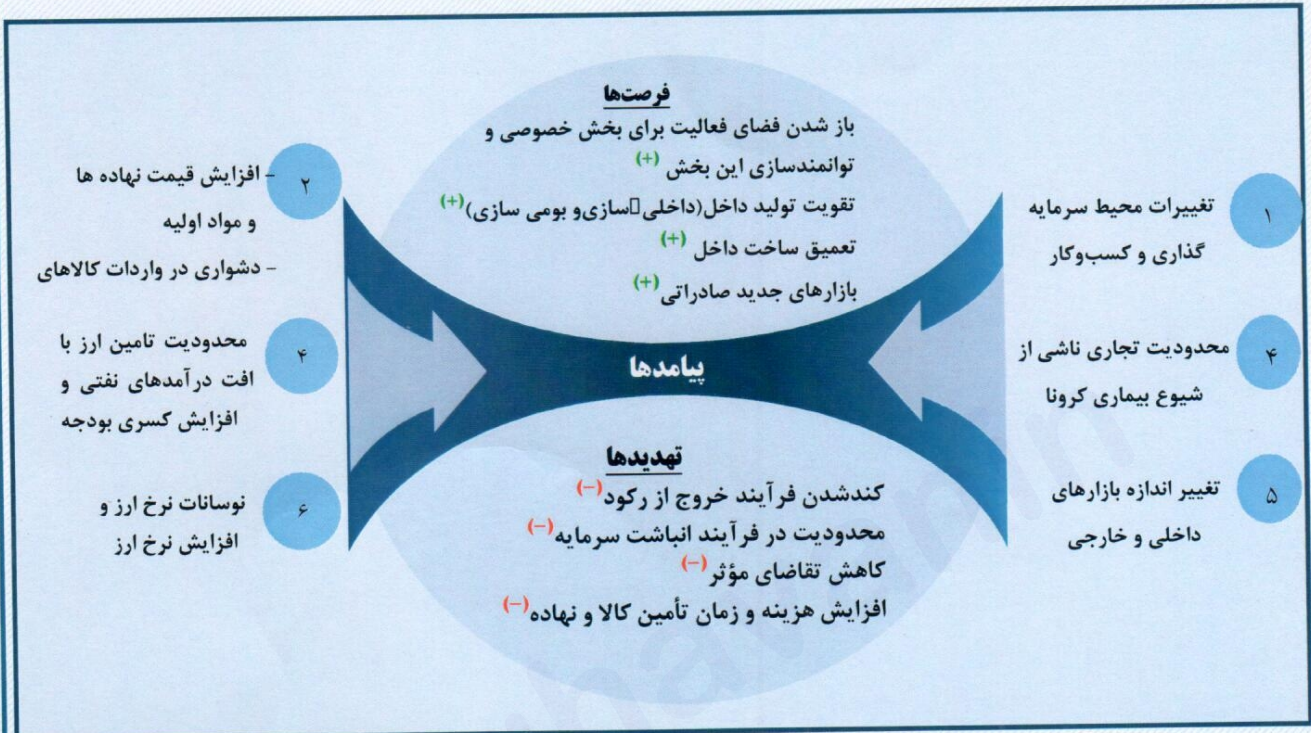 فرصت‌ها
باز شدن فضای فعالیت برای بخش خصوصی و
توانمندسازی این بخش (+)
تقویت تولید داخل(داخلی▯سازی‌و بومی سازی)(+)
تعمیق ساخت داخل (+)
بازارهای جدید صادراتی(+)
۱
تغییرات محیط سرمایه
گذاری و کسب‌وکار
۴
محدودیت تجاری ناشی از
شیوع بیماری کرونا
۵
تغییر اندازه بازارهای
داخلی و خارجی
پیامدها
۲
- افزایش قیمت نهاده ها
و مواد اولیه
- دشواری در واردات کالاهای
۴
محدودیت تامین ارز با
افت درآمدهای نفتی و
افزایش کسری بودجه
۶
نوسانات نرخ ارز و
افزایش نرخ ارز
تهدیدها
کندشدن فرآیند خروج از رکود(-)
محدودیت در فرآیند انباشت سرمایه(-)
کاهش تقاضای مؤثر(-)
افزایش هزینه و زمان تأمین کالا و نهاده(-)